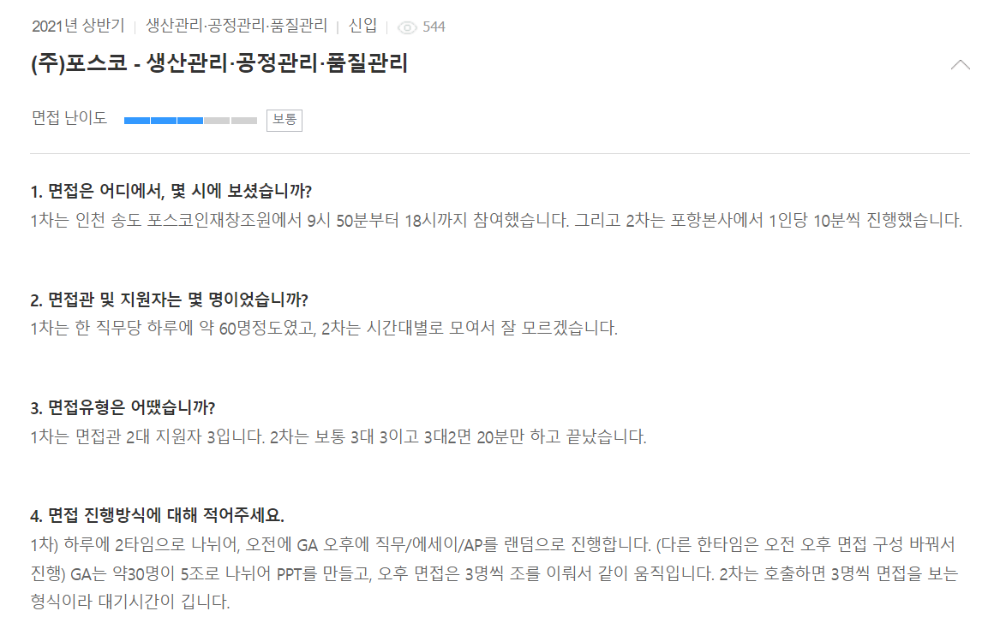 2021년 상반기 | 생산관리·공정관리·품질관리 | 신입 | 544
(주)포스코 - 생산관리·공정관리·품질관리
면접 난이도 보통
1. 면접은 어디에서, 몇 시에 보셨습니까?
1차는 인천 송도 포스코인재창조원에서 9시 50분부터 18시까지 참여했습니다. 그리고 2차는 포항본사에서 1인당 10분씩 진행했습니다.
2. 면접관 및 지원자는 몇 명이었습니까?
1차는 한 직무당 하루에 약 60명정도였고, 2차는 시간대별로 모여서 잘 모르겠습니다.
3. 면접유형은 어땠습니까?
1차는 면접관 2대 지원자 3입니다. 2차는 보통 3대 3이고 3대2면 20분만 하고 끝났습니다.
4. 면접 진행방식에 대해 적어주세요.
1차) 하루에 2타임으로 나뉘어, 오전에 GA 오후에 직무/에세이/AP를 랜덤으로 진행합니다. (다른 한타임은 오전 오후 면접 구성 바꿔서
진행) GA는 약30명이 5조로 나뉘어 PPT를 만들고, 오후 면접은 3명씩 조를 이뤄서 같이 움직입니다. 2차는 호출하면 3명씩 면접을 보는
형식이라 대기시간이 깁니다.